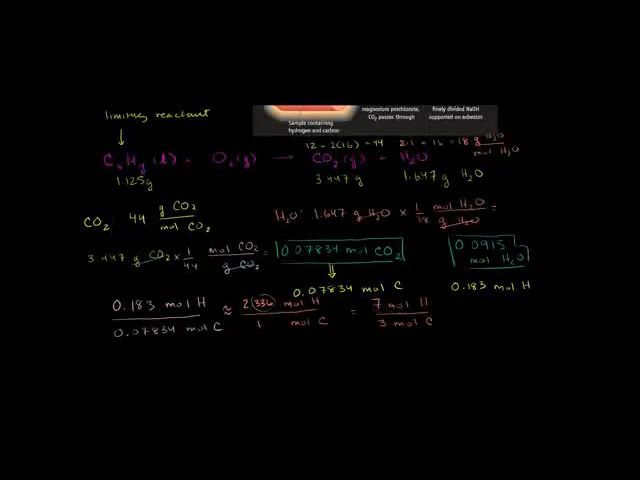 limiting reactant
magnesium perchlorate,
CO2 passes through
finely divided NaOH
supported on asbestos
Sample containing
hydrogen and carbon
12 + 2(16) = 44
2·1 + 16 = 18 g H2O
mol H2O
CxHy(l) + O2(g) → CO2(g) + H2O
1.125g
3.447 g
1.647 g H2O
CO2: 44 g CO2
mol CO2
H2O: 1.647 g H2O × 1 mol H2O =
18 g H2O
3.447 g CO2 × 1 mol CO2 =
44 g CO2
0.07834 mol CO2
0.0915
mol H2O
0.07834 mol C
0.183 mol H
0.183 mol H ≈ 2.336 mol H = 7 mol H
0.07834 mol C 1 mol C 3 mol C